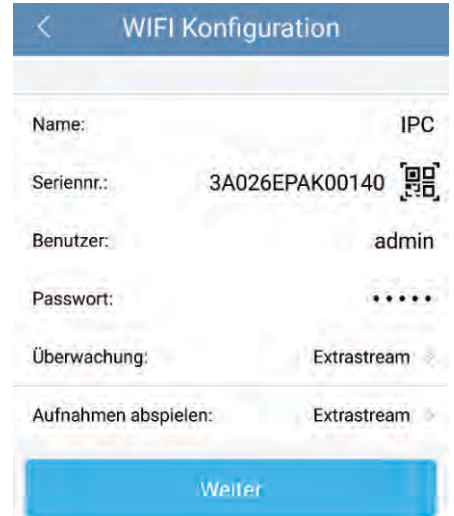 WIFI Konfiguration
Name: IPC
Seriennr.: 3A026EPAK00140
Benutzer: admin
Passwort: •••••
Überwachung: Extrastream
Aufnahmen abspielen: Extrastream
Weiter